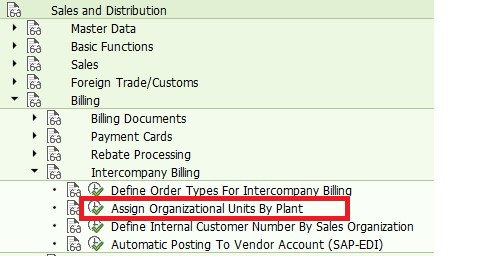 Sales and Distribution
Master Data
Basic Functions
Sales
Foreign Trade/Customs
Billing
Billing Documents
Payment Cards
Rebate Processing
Intercompany Billing
Define Order Types For Intercompany Billing
Assign Organizational Units By Plant
Define Internal Customer Number By Sales Organization
Automatic Posting To Vendor Account (SAP-EDI)